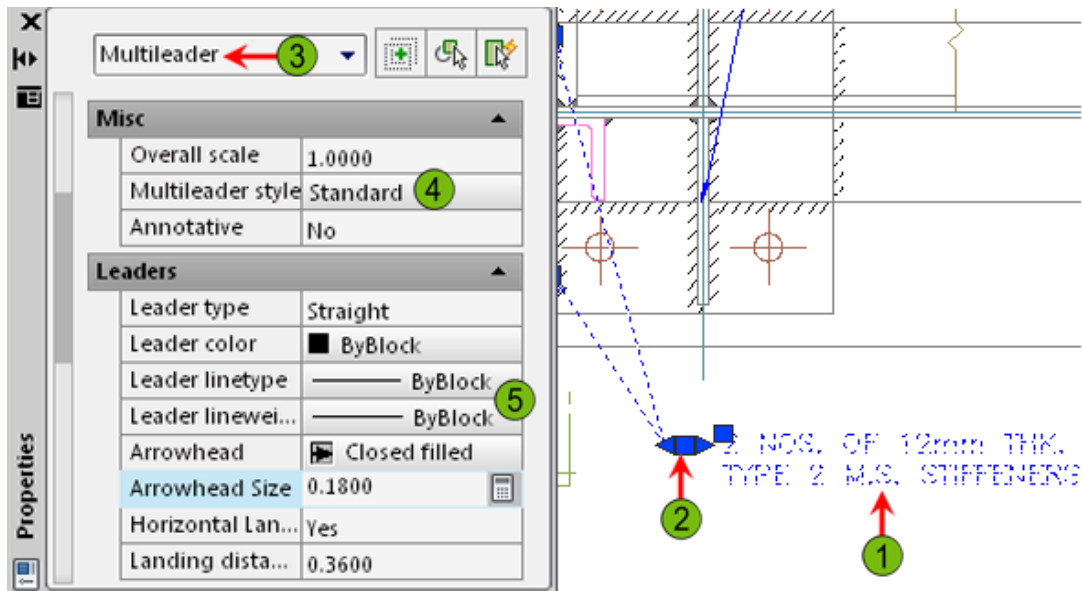 Multileader
3
Misc
Overall scale 1.0000
Multileader style Standard
4
Annotative No
Leaders
Leader type Straight
Leader color ByBlock
Leader linetype ByBlock
5
Leader linewei... ByBlock
Arrowhead Closed filled
Arrowhead Size 0.1800
Horizontal Lan... Yes
Landing dista... 0.3600
Properties
2 NOS. OF 12mm THK.
TYPE 2 M.S. STIFFENERS
2
1